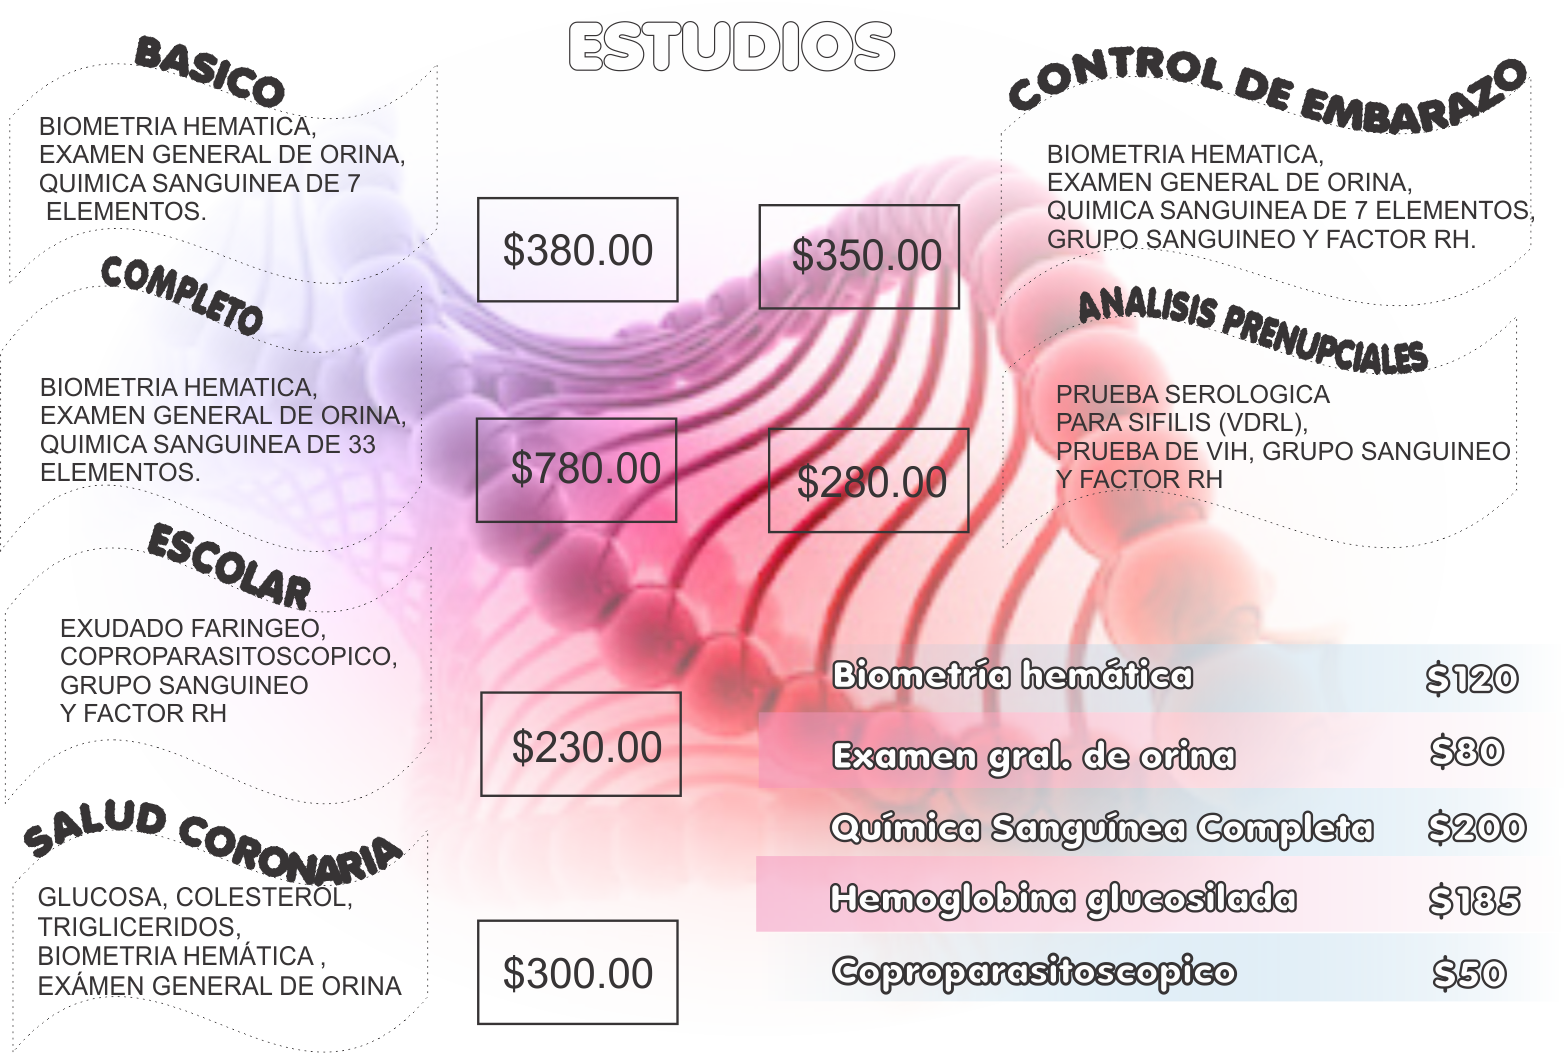 ESTUDIOS
BASICO
BIOMETRIA HEMATICA,
EXAMEN GENERAL DE ORINA,
QUIMICA SANGUINEA DE 7
ELEMENTOS.
$380.00
COMPLETO
BIOMETRIA HEMATICA,
EXAMEN GENERAL DE ORINA,
QUIMICA SANGUINEA DE 33
ELEMENTOS.
$780.00
ESCOLAR
EXUDADO FARINGEO,
COPROPARASITOSCOPICO,
GRUPO SANGUINEO
Y FACTOR RH
$230.00
SALUD CORONARIA
GLUCOSA, COLESTEROL,
TRIGLICERIDOS,
BIOMETRIA HEMÁTICA ,
EXÁMEN GENERAL DE ORINA
$300.00
CONTROL DE EMBARAZO
BIOMETRIA HEMATICA,
EXAMEN GENERAL DE ORINA,
QUIMICA SANGUINEA DE 7 ELEMENTOS,
GRUPO SANGUINEO Y FACTOR RH.
$350.00
ANALISIS PRENUPCIALES
PRUEBA SEROLOGICA
PARA SIFILIS (VDRL),
PRUEBA DE VIH, GRUPO SANGUINEO
Y FACTOR RH
$280.00
Biometría hemática $120
Examen gral. de orina $80
Química Sanguínea Completa $200
Hemoglobina glucosilada $185
Coproparasitoscopico $50